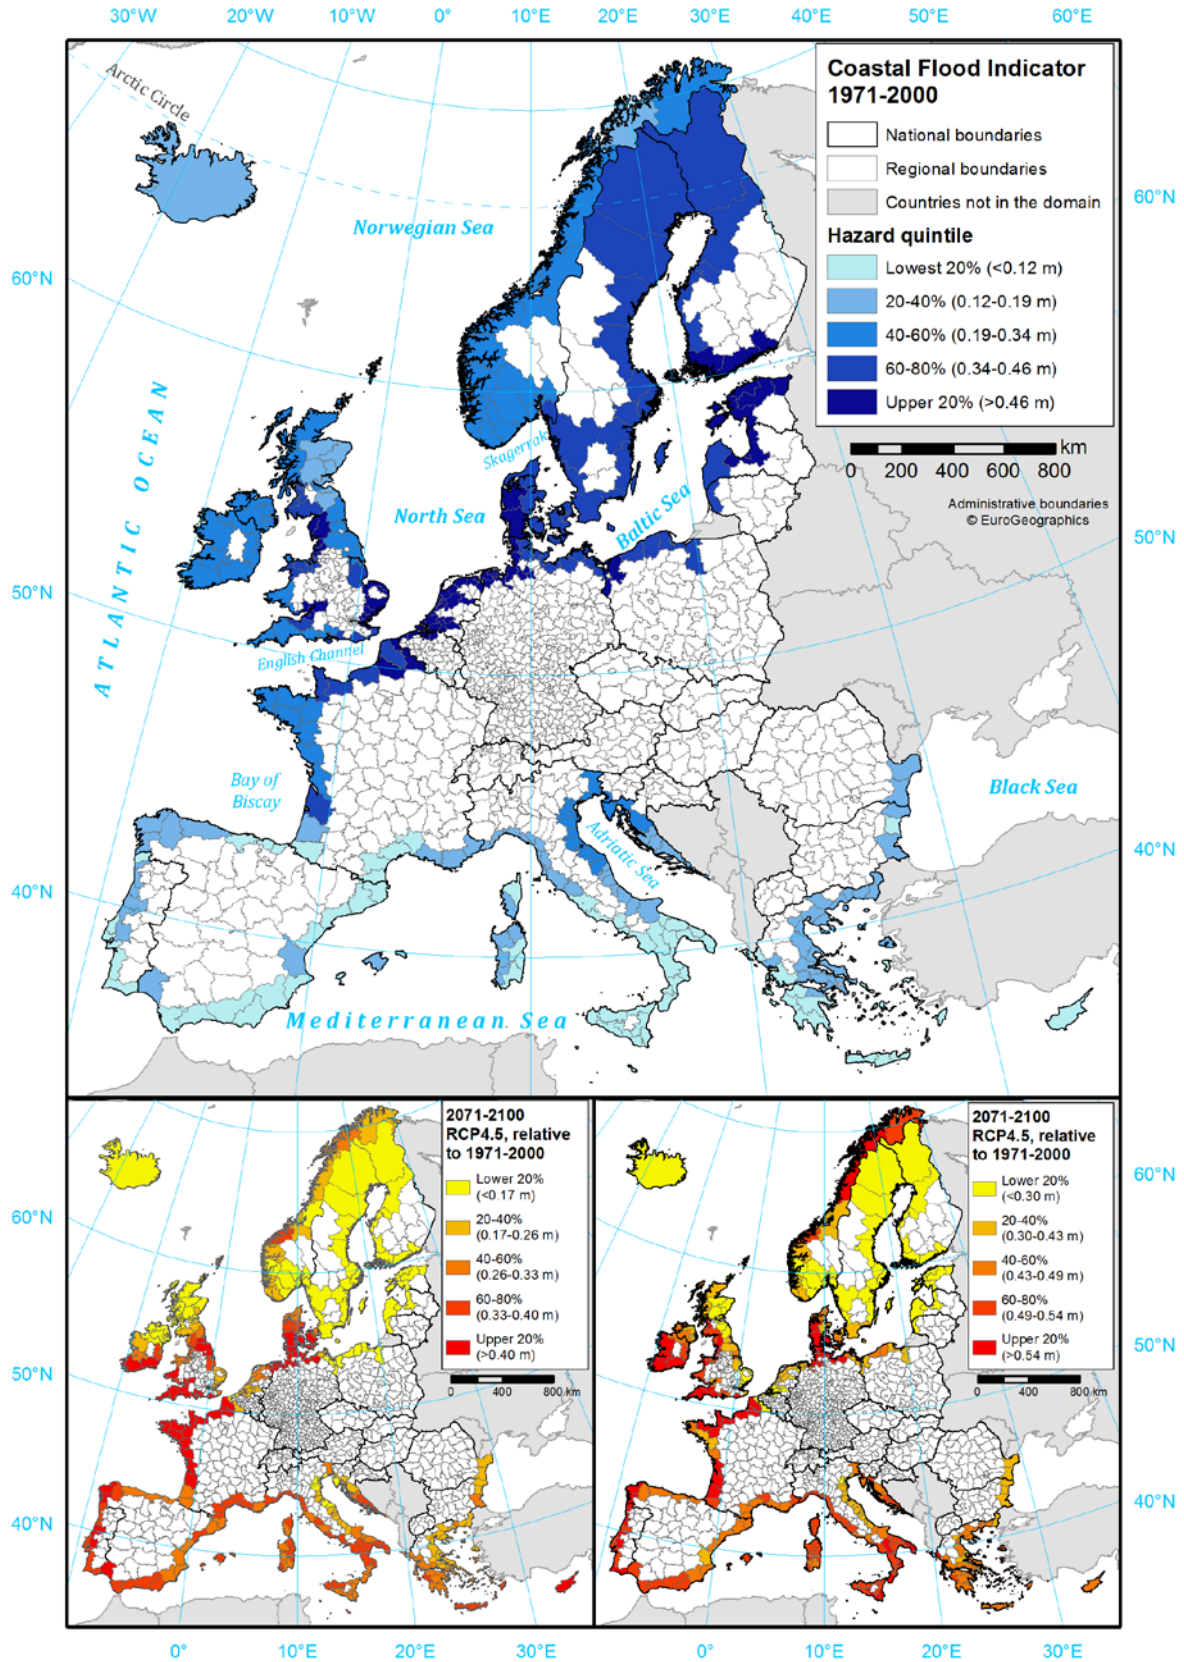 30°W 20°W 10°W 0° 10°E 20°E 30°E 40°E 50°E 60°E
Coastal Flood Indicator
1971-2000
National boundaries
Regional boundaries
Countries not in the domain
Hazard quintile
Lowest 20% (<0.12 m)
20-40% (0.12-0.19 m)
40-60% (0.19-0.34 m)
60-80% (0.34-0.46 m)
Upper 20% (>0.46 m)
km
0 200 400 600 800
Administrative boundaries
© EuroGeographics
Arctic Circle
Norwegian Sea
60°N
60°N
ATLANTIC OCEAN
Skagerrak
North Sea
Baltic Sea
50°N
50°N
English Channel
Bay of
Biscay
Adriatic Sea
Black Sea
40°N
40°N
Mediterranean Sea
2071-2100
RCP4.5, relative
to 1971-2000
Lower 20%
(<0.17 m)
20-40%
(0.17-0.26 m)
40-60%
(0.26-0.33 m)
60-80%
(0.33-0.40 m)
Upper 20%
(>0.40 m)
0 400 800 km
60°N
50°N
40°N
0° 10°E 20°E 30°E
2071-2100
RCP4.5, relative
to 1971-2000
Lower 20%
(<0.30 m)
20-40%
(0.30-0.43 m)
40-60%
(0.43-0.49 m)
60-80%
(0.49-0.54 m)
Upper 20%
(>0.54 m)
0 400 800 km
60°N
50°N
40°N
0° 10°E 20°E 30°E